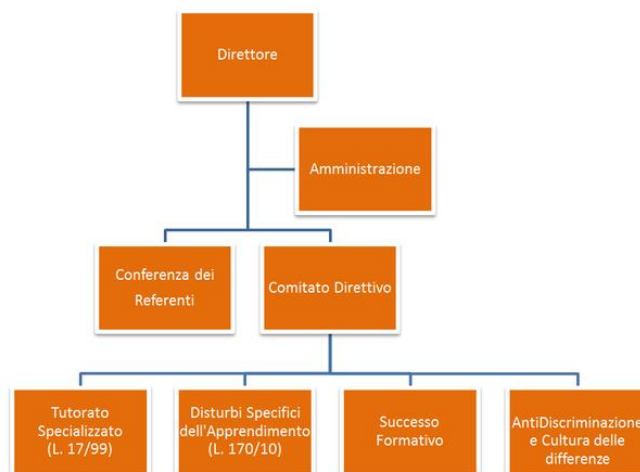 Direttore
Amministrazione
Conferenza dei
Referenti
Comitato Direttivo
Tutorato
Specializzato
(L. 17/99)
Disturbi Specifici
dell'Apprendimento
(L. 170/10)
Successo
Formativo
AntiDiscriminazione
e Cultura delle
differenze